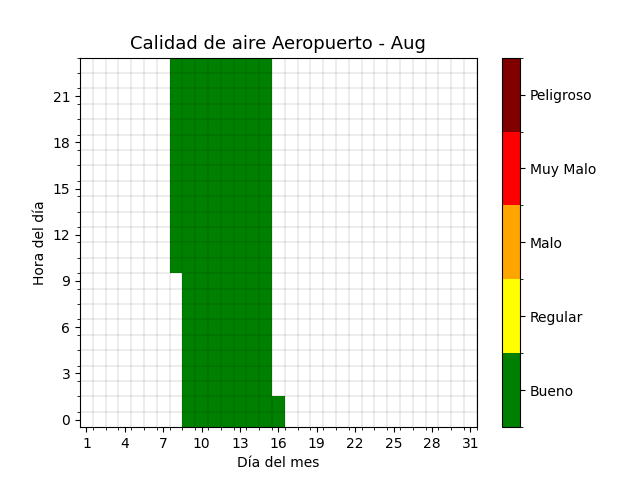 Calidad de aire Aeropuerto - Aug
Hora del día
21
18
15
12
9
6
3
0
1 4 7 10 13 16 19 22 25 28 31
Día del mes
Peligroso
Muy Malo
Malo
Regular
Bueno